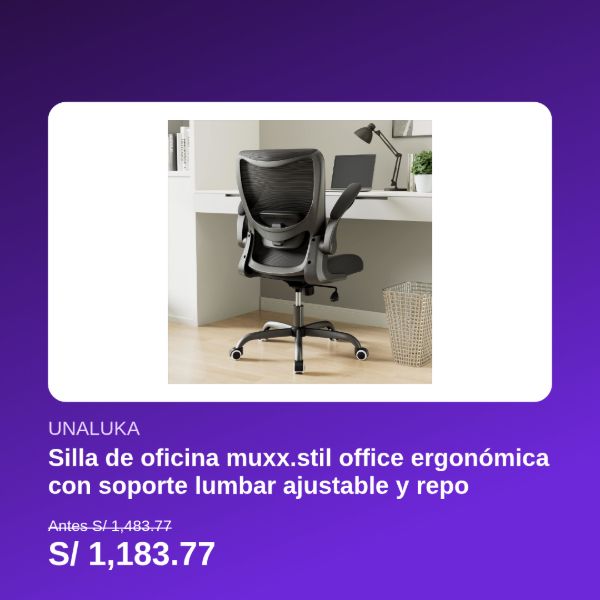 UNALUKA
Silla de oficina muxx.stil office ergonómica
con soporte lumbar ajustable y repo
Antes S/ 1,483.77
S/ 1,183.77